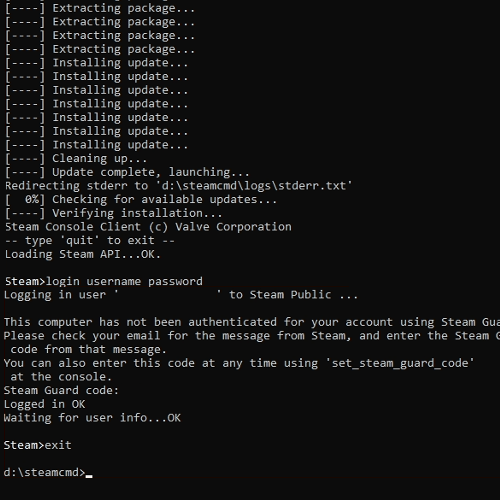 [----] Extracting package...
[----] Extracting package...
[----] Extracting package...
[----] Extracting package...
[----] Installing update...
[----] Installing update...
[----] Installing update...
[----] Installing update...
[----] Installing update...
[----] Installing update...
[----] Installing update...
[----] Cleaning up...
[----] Update complete, launching...
Redirecting stderr to 'd:\steamcmd\logs\stderr.txt'
[  0%] Checking for available updates...
[----] Verifying installation...
Steam Console Client (c) Valve Corporation
-- type 'quit' to exit --
Loading Steam API...OK.
Steam>login username password
Logging in user '               ' to Steam Public ...
This computer has not been authenticated for your account using Steam Gua
Please check your email for the message from Steam, and enter the Steam G
 code from that message.
You can also enter this code at any time using 'set_steam_guard_code'
 at the console.
Steam Guard code:
Logged in OK
Waiting for user info...OK
Steam>exit
d:\steamcmd>